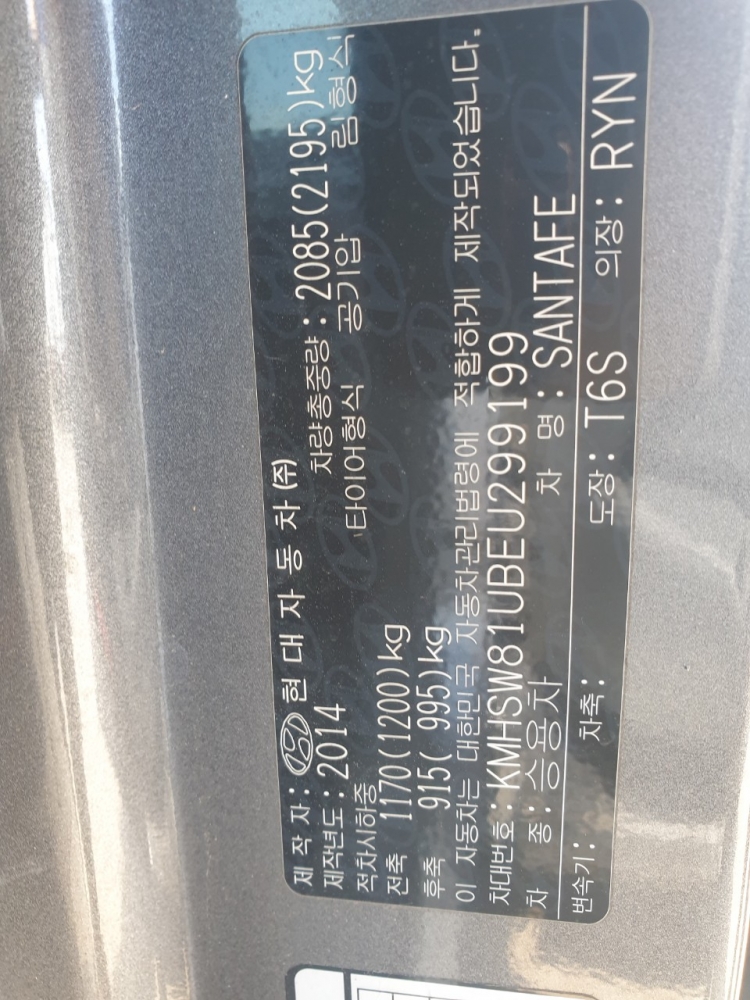 제 작 자 : 현 대 자 동 차 (주)
제작년도 : 2014 차량총중량 : 2085(2195)kg
적차시하중 타이어형식 공기압 림형식
전축 1170(1200)kg
후축 915( 995)kg
이 자동차는 대한민국 자동차관리법령에 적합하게 제작되었습니다.
차대번호 : KMHSW81UBEU299199
차 종 : 승용차 차 명 : SANTAFE
변속기 : 차축 : 도장 : T6S 의장 : RYN